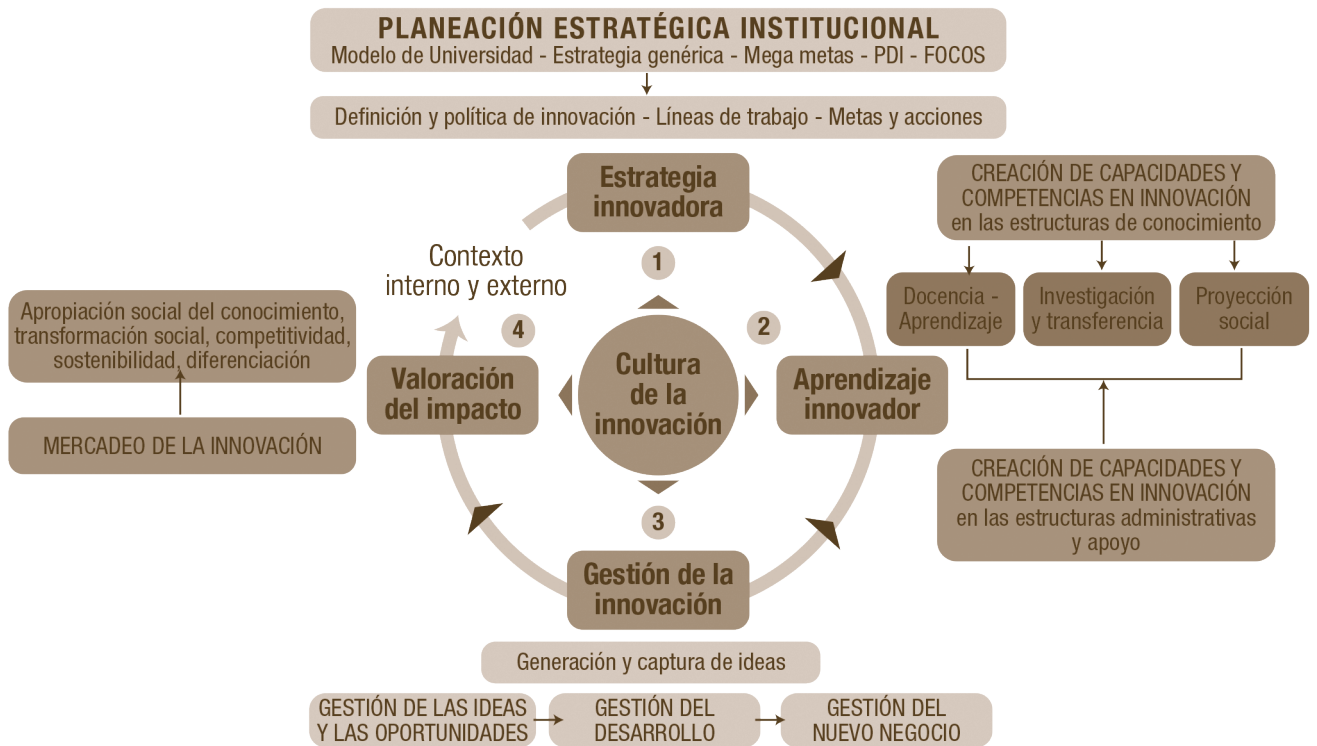 PLANEACIÓN ESTRATÉGICA INSTITUCIONAL
Modelo de Universidad - Estrategia genérica - Mega metas - PDI - FOCOS
Definición y política de innovación - Líneas de trabajo - Metas y acciones
Estrategia
innovadora
1
Contexto
interno y externo
4
2
Cultura
de la
innovación
Valoración
del impacto
Aprendizaje
innovador
3
Gestión de la
innovación
Apropiación social del conocimiento,
transformación social, competitividad,
sostenibilidad, diferenciación
MERCADEO DE LA INNOVACIÓN
CREACIÓN DE CAPACIDADES Y
COMPETENCIAS EN INNOVACIÓN
en las estructuras de conocimiento
Docencia -
Aprendizaje
Investigación
y transferencia
Proyección
social
CREACIÓN DE CAPACIDADES Y
COMPETENCIAS EN INNOVACIÓN
en las estructuras administrativas
y apoyo
Generación y captura de ideas
GESTIÓN DE LAS IDEAS
Y LAS OPORTUNIDADES
GESTIÓN DEL
DESARROLLO
GESTIÓN DEL
NUEVO NEGOCIO